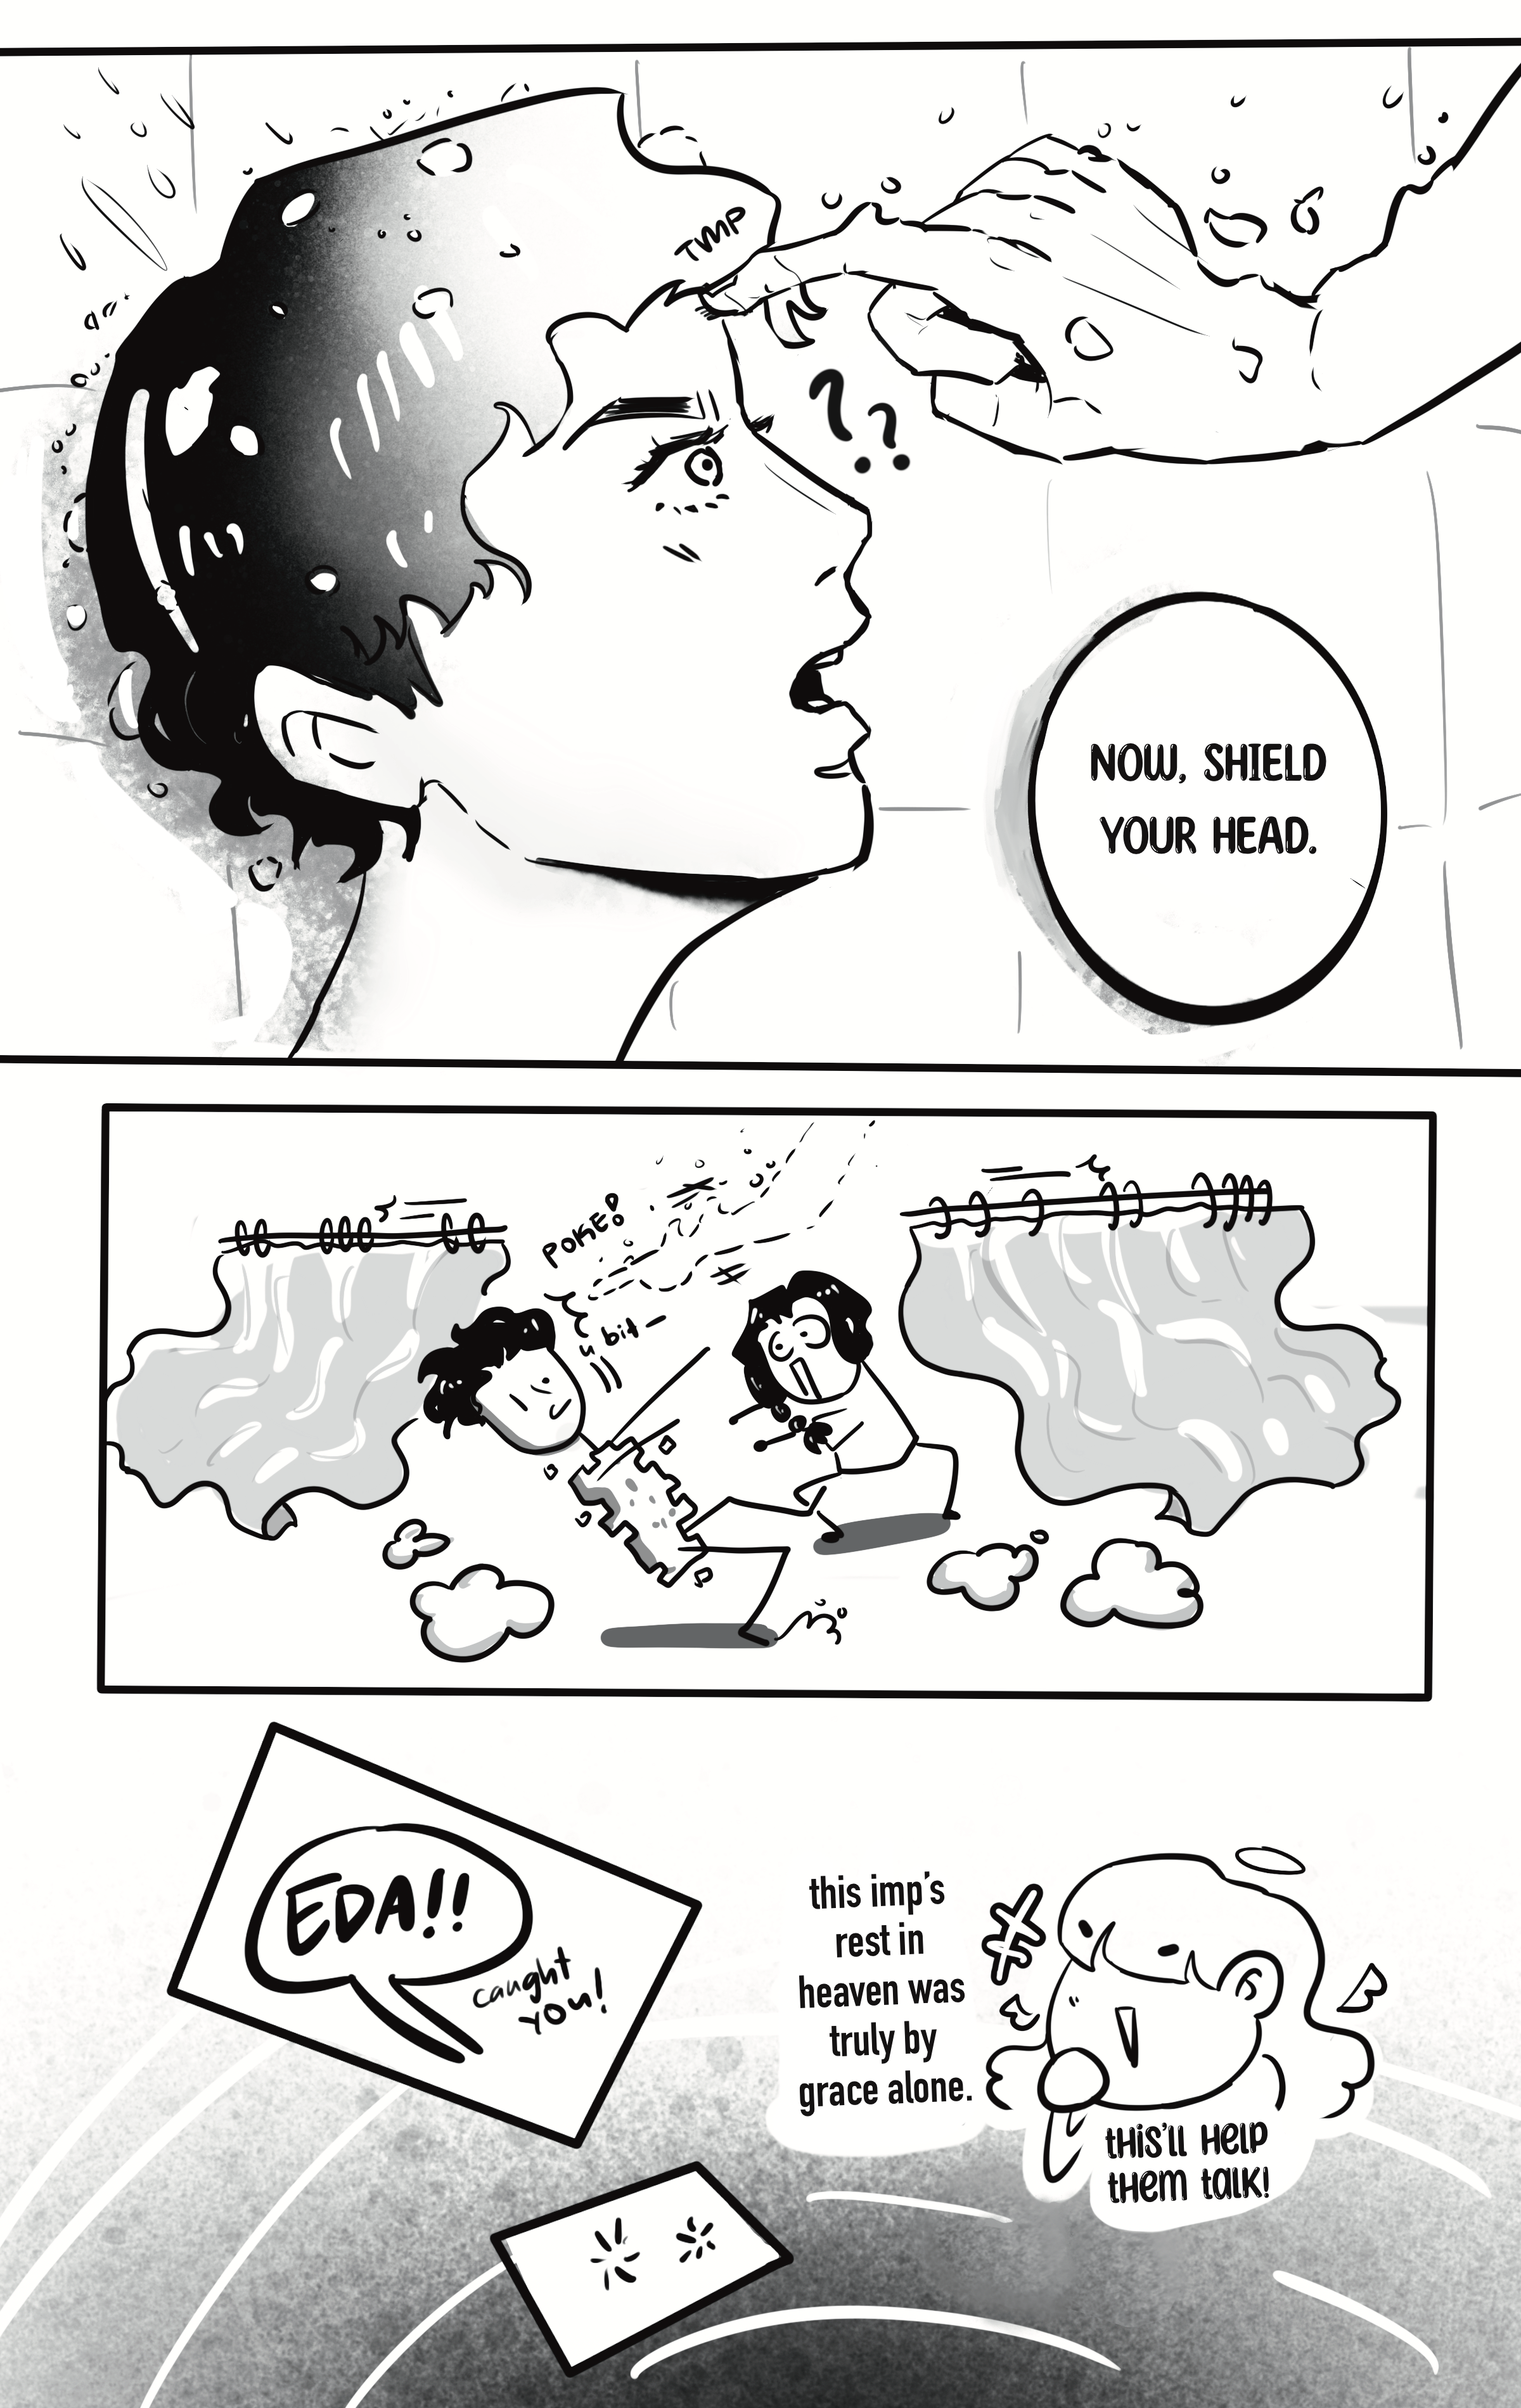 TMP
??
NOW, SHIELD
YOUR HEAD.
POKE!
bit-
EDA!!
caught
you!
this imp's
rest in
heaven was
truly by
grace alone.
this'll help
them talk!